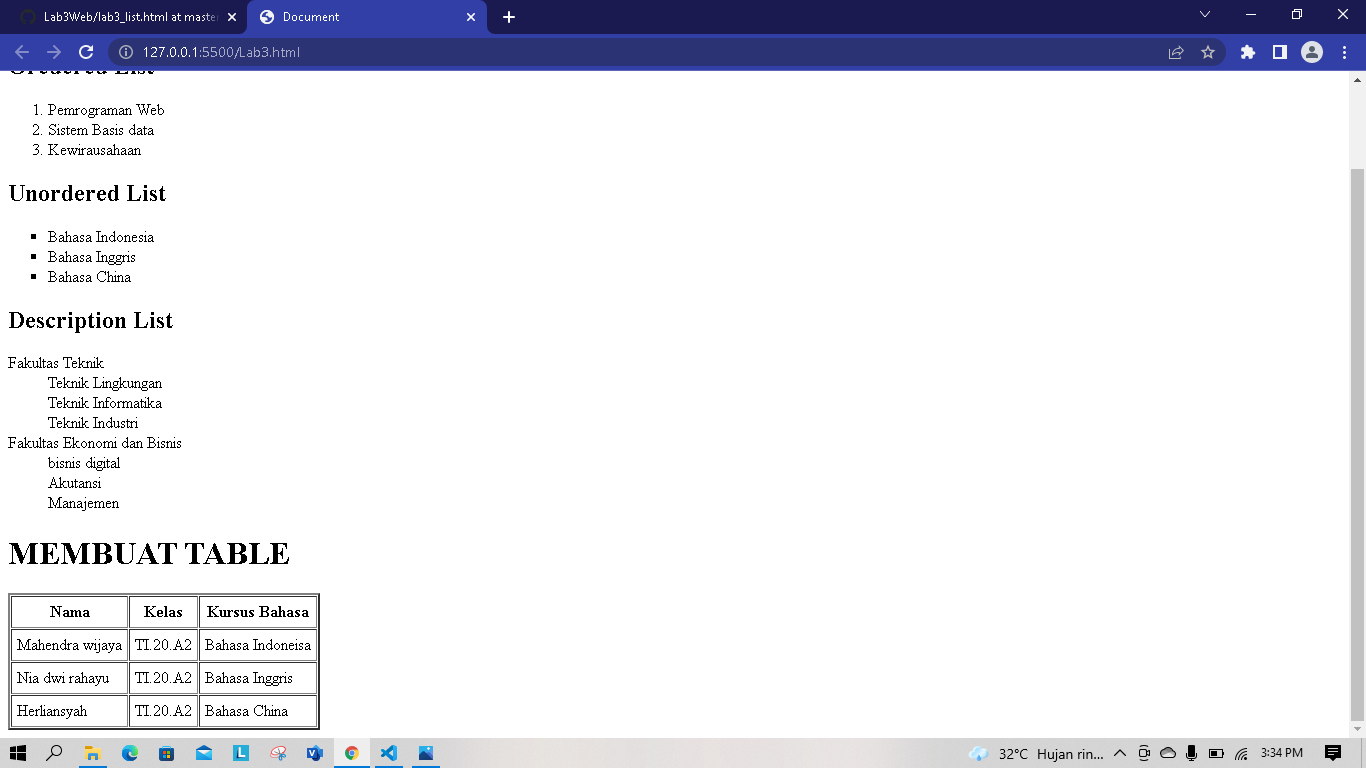 Lab3Web/lab3_list.html at master
Document
127.0.0.1:5500/Lab3.html
1. Pemrograman Web
2. Sistem Basis data
3. Kewirausahaan
Unordered List
Bahasa Indonesia
Bahasa Inggris
Bahasa China
Description List
Fakultas Teknik
Teknik Lingkungan
Teknik Informatika
Teknik Industri
Fakultas Ekonomi dan Bisnis
bisnis digital
Akutansi
Manajemen
MEMBUAT TABLE
Nama Kelas Kursus Bahasa
Mahendra wijaya TI.20.A2 Bahasa Indoneisa
Nia dwi rahayu TI.20.A2 Bahasa Inggris
Herliansyah TI.20.A2 Bahasa China
32°C Hujan rin... 3:34 PM